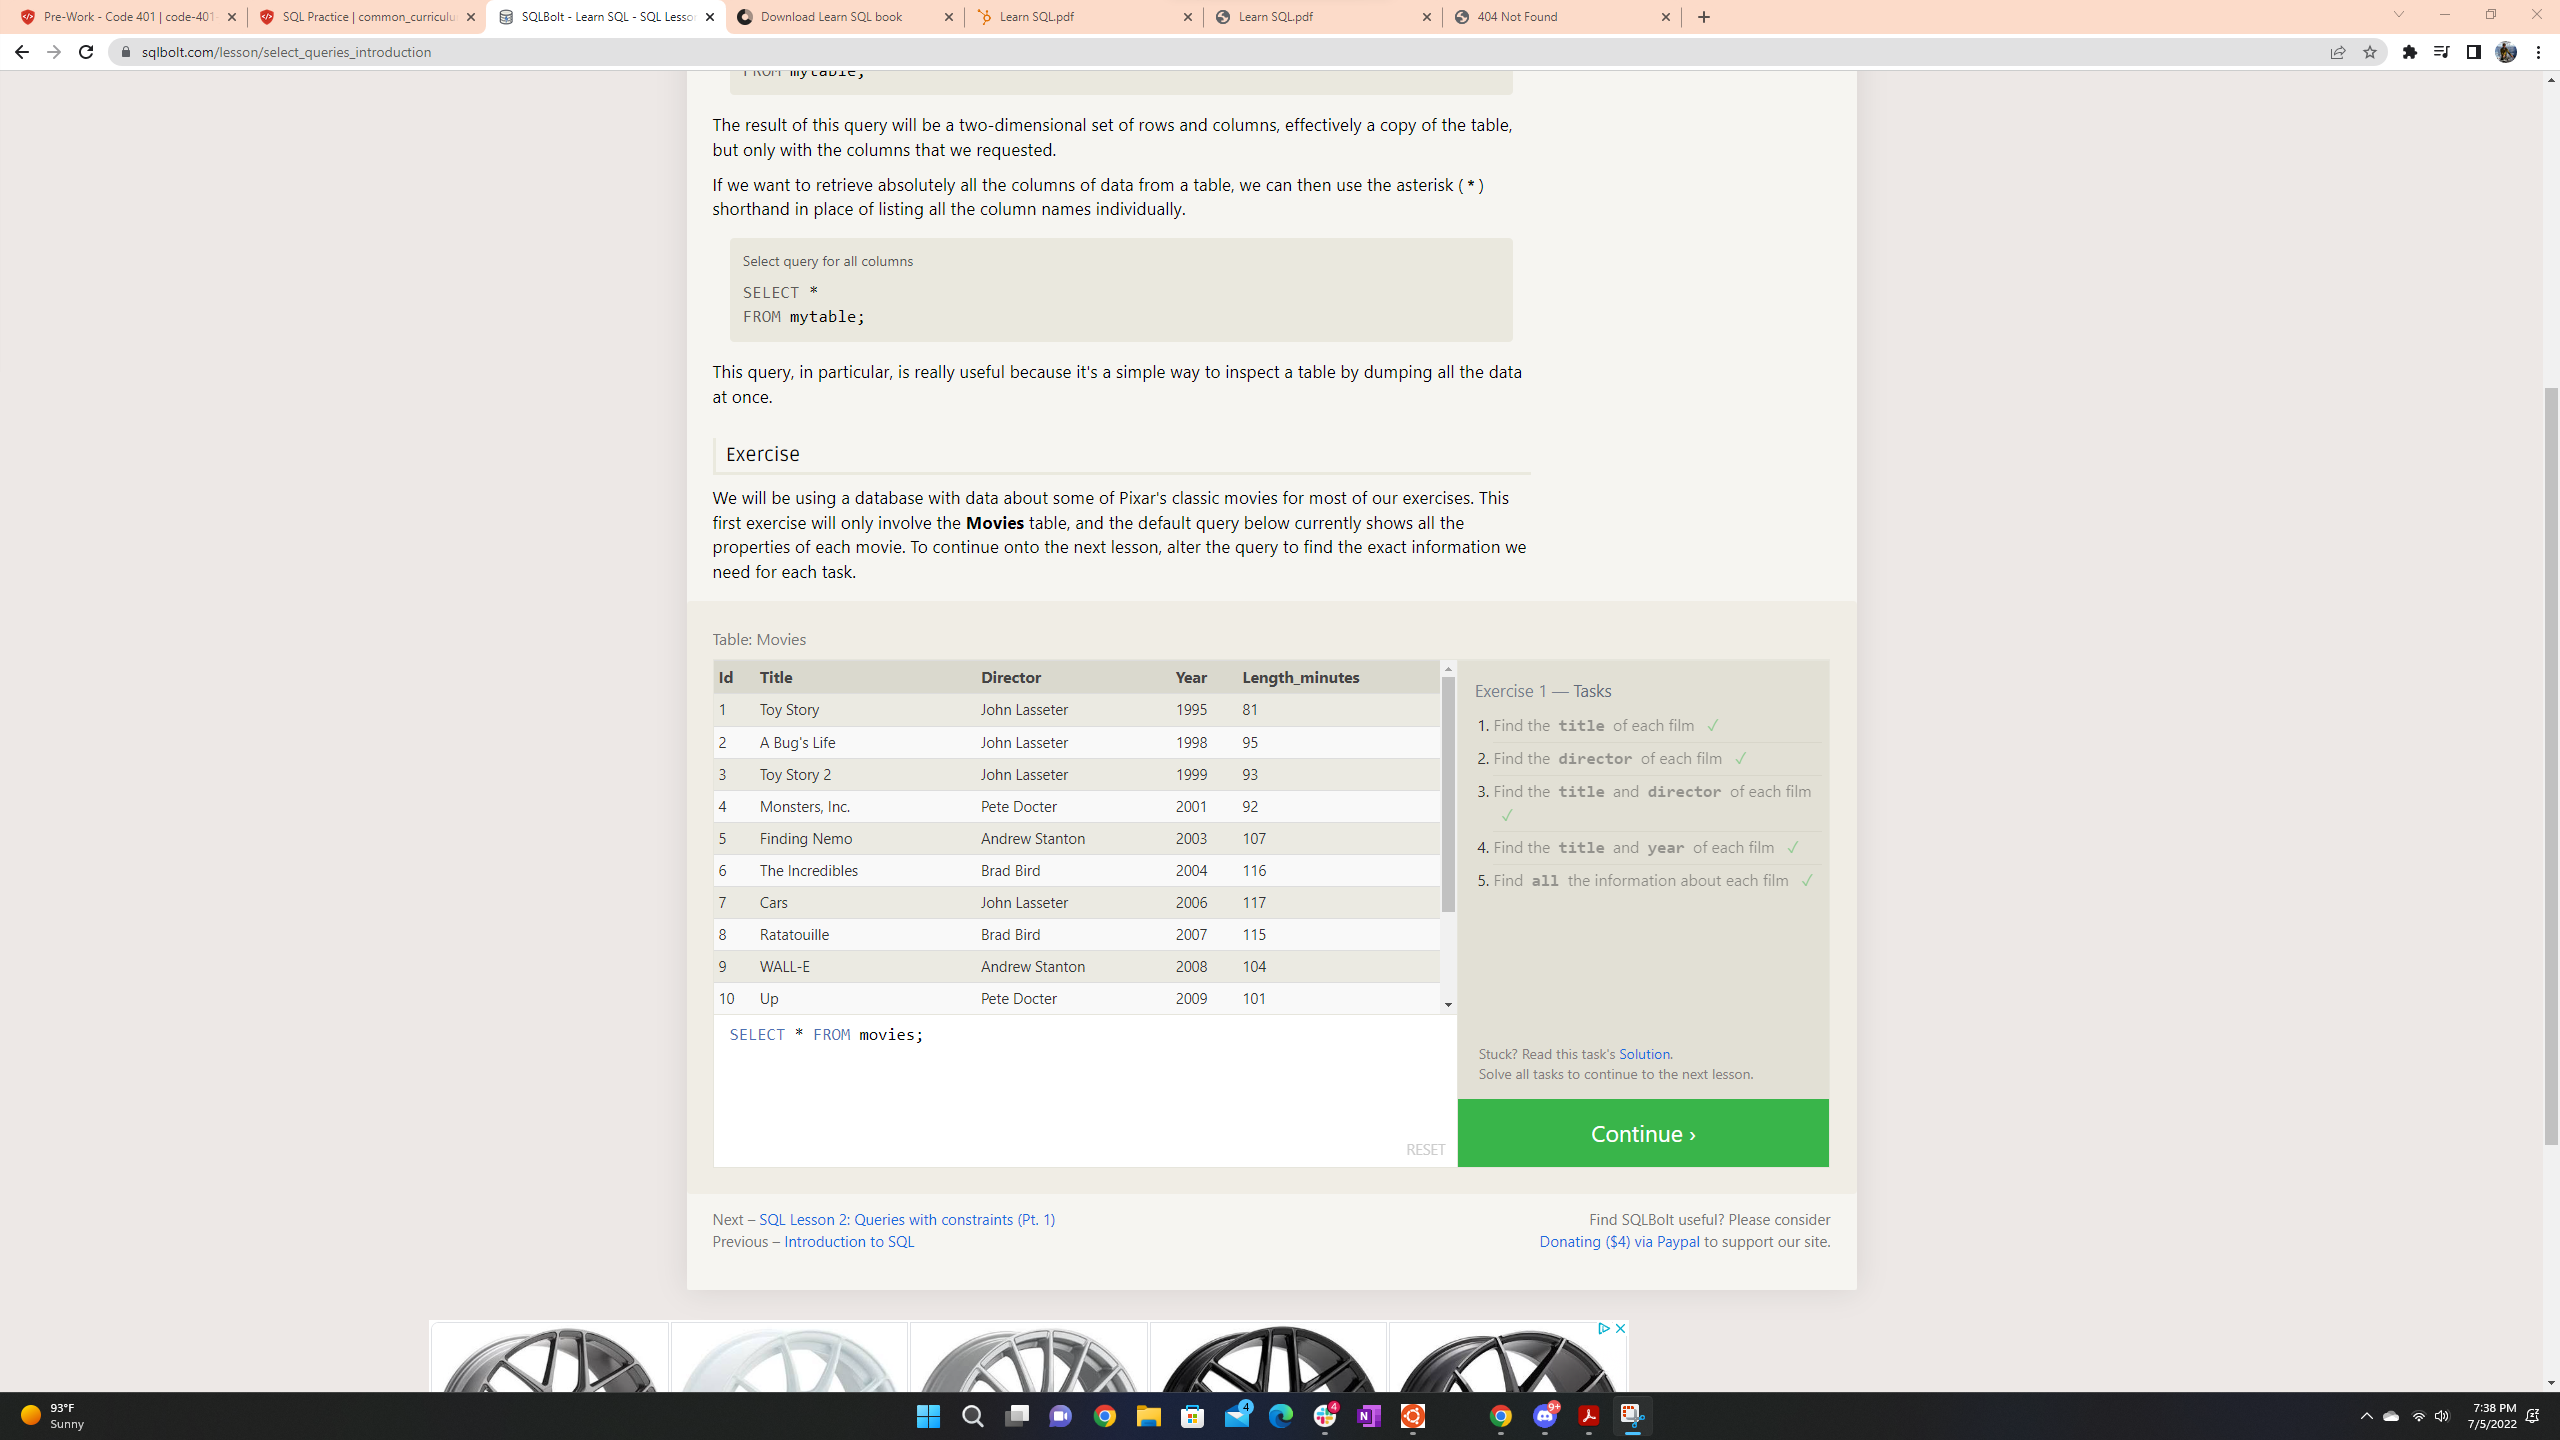 Pre-Work - Code 401 | code-401-
SQL Practice | common_curriculu
SQLBolt - Learn SQL - SQL Lesso
Download Learn SQL book
Learn SQL.pdf
Learn SQL.pdf
404 Not Found
sqlbolt.com/lesson/select_queries_introduction
FROM mytable;
The result of this query will be a two-dimensional set of rows and columns, effectively a copy of the table,
but only with the columns that we requested.
If we want to retrieve absolutely all the columns of data from a table, we can then use the asterisk (*)
shorthand in place of listing all the column names individually.
Select query for all columns
SELECT *
FROM mytable;
This query, in particular, is really useful because it's a simple way to inspect a table by dumping all the data
at once.
Exercise
We will be using a database with data about some of Pixar's classic movies for most of our exercises. This
first exercise will only involve the Movies table, and the default query below currently shows all the
properties of each movie. To continue onto the next lesson, alter the query to find the exact information we
need for each task.
Table: Movies
Id Title Director Year Length_minutes
1 Toy Story John Lasseter 1995 81
2 A Bug's Life John Lasseter 1998 95
3 Toy Story 2 John Lasseter 1999 93
4 Monsters, Inc. Pete Docter 2001 92
5 Finding Nemo Andrew Stanton 2003 107
6 The Incredibles Brad Bird 2004 116
7 Cars John Lasseter 2006 117
8 Ratatouille Brad Bird 2007 115
9 WALL-E Andrew Stanton 2008 104
10 Up Pete Docter 2009 101
SELECT * FROM movies;
RESET
Exercise 1 — Tasks
1. Find the title of each film ✓
2. Find the director of each film ✓
3. Find the title and director of each film
✓
4. Find the title and year of each film ✓
5. Find all the information about each film ✓
Stuck? Read this task's Solution.
Solve all tasks to continue to the next lesson.
Continue ›
Next – SQL Lesson 2: Queries with constraints (Pt. 1)
Previous – Introduction to SQL
Find SQLBolt useful? Please consider
Donating ($4) via Paypal to support our site.
93°F
Sunny
4
4
N
9+
7:38 PM
7/5/2022